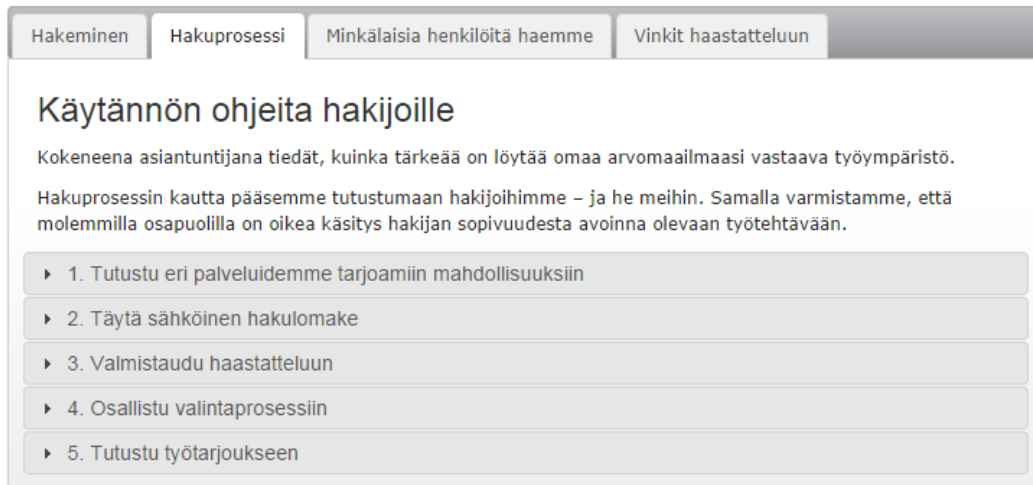 Hakeminen
Hakuprosessi
Minkälaisia henkilöitä haemme
Vinkit haastatteluun
Käytännön ohjeita hakijoille
Kokeneena asiantuntijana tiedät, kuinka tärkeää on löytää omaa arvomaailmaasi vastaava työympäristö.
Hakuprosessin kautta pääsemme tutustumaan hakijoihimme – ja he meihin. Samalla varmistamme, että
molemmilla osapuolilla on oikea käsitys hakijan sopivuudesta avoinna olevaan työtehtävään.
1. Tutustu eri palveluidemme tarjoamiin mahdollisuuksiin
2. Täytä sähköinen hakulomake
3. Valmistaudu haastatteluun
4. Osallistu valintaprosessiin
5. Tutustu työtarjoukseen